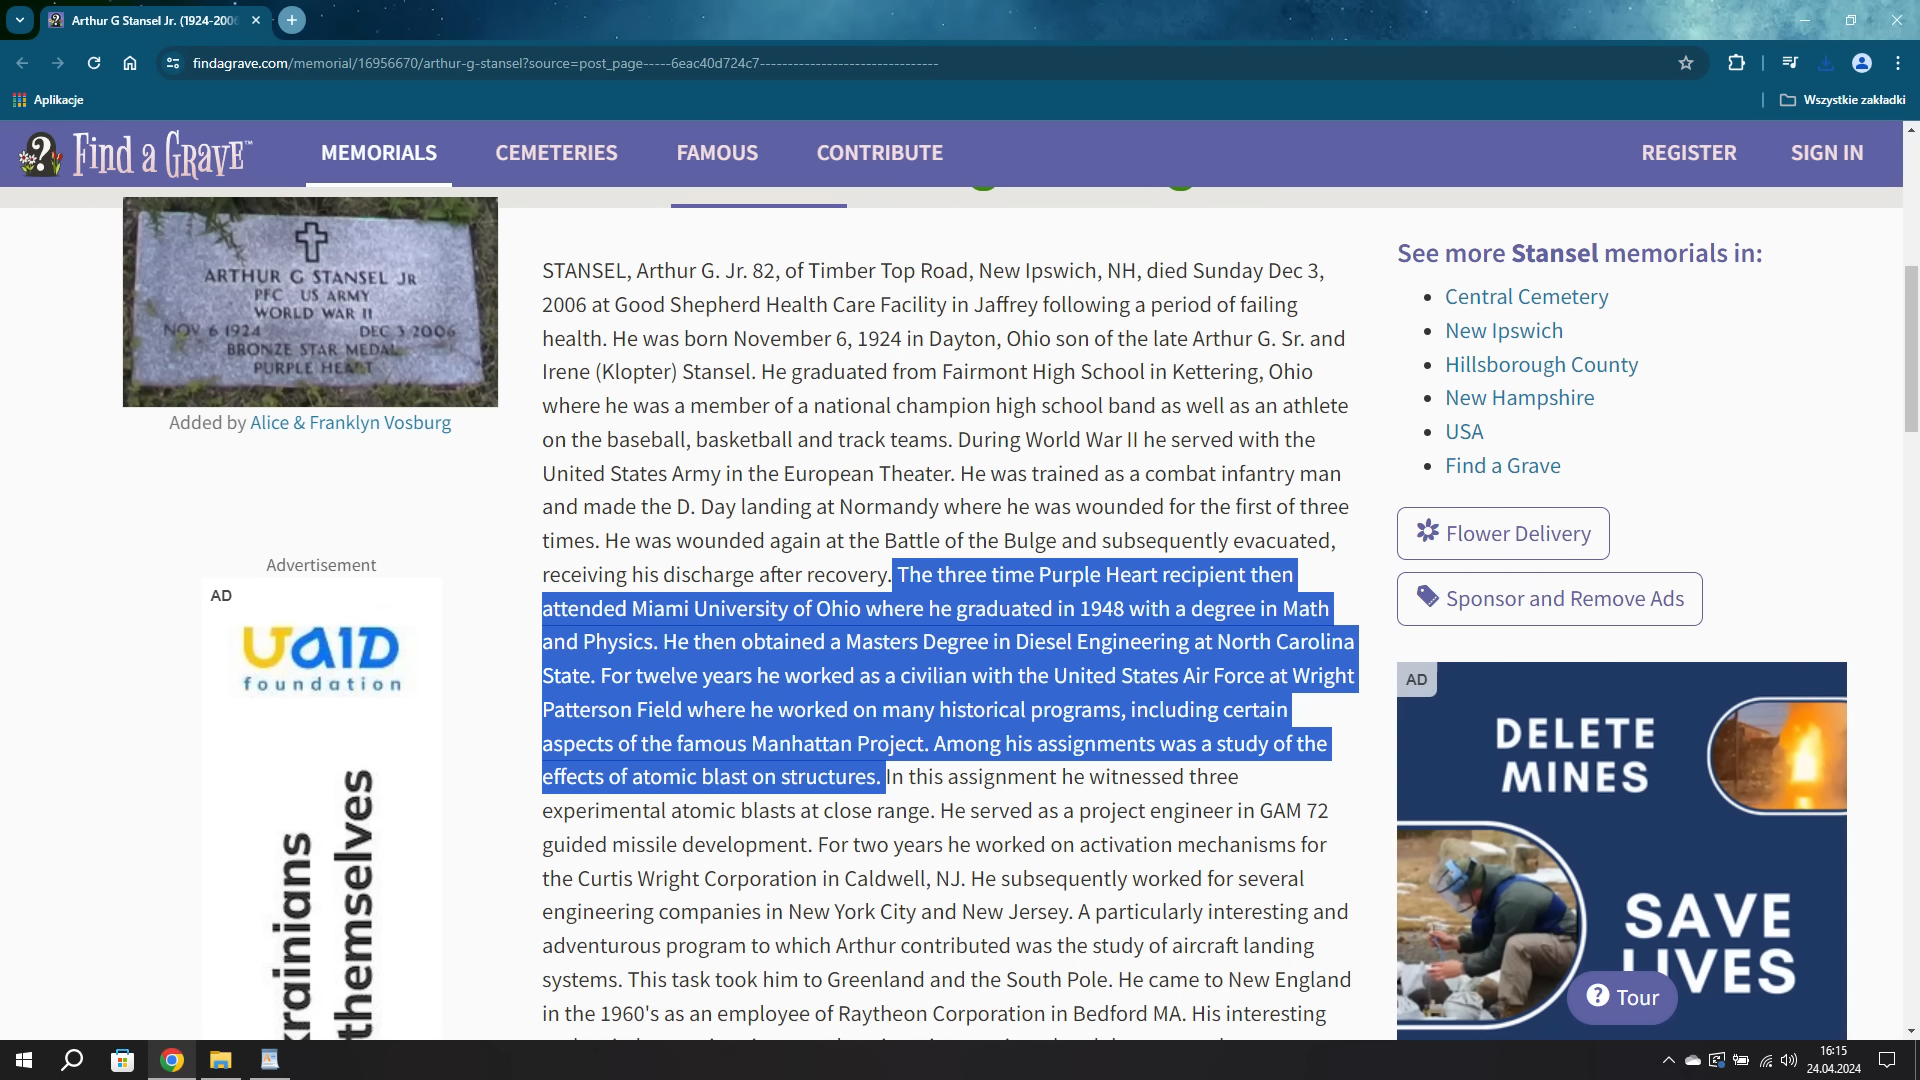 Arthur G Stansel Jr. (1924-2006
findagrave.com/memorial/16956670/arthur-g-stansel?source=post_page-----6eac40d724c7--------------------------------
Aplikacje
Wszystkie zakładki
Find a Grave™
MEMORIALS
CEMETERIES
FAMOUS
CONTRIBUTE
REGISTER
SIGN IN
ARTHUR G STANSEL JR
PFC US ARMY
WORLD WAR II
NOV 6 1924 DEC 3 2006
BRONZE STAR MEDAL
PURPLE HEART
Added by Alice & Franklyn Vosburg
Advertisement
AD
UAID
foundation
krainians
themselves
STANSEL, Arthur G. Jr. 82, of Timber Top Road, New Ipswich, NH, died Sunday Dec 3,
2006 at Good Shepherd Health Care Facility in Jaffrey following a period of failing
health. He was born November 6, 1924 in Dayton, Ohio son of the late Arthur G. Sr. and
Irene (Klopter) Stansel. He graduated from Fairmont High School in Kettering, Ohio
where he was a member of a national champion high school band as well as an athlete
on the baseball, basketball and track teams. During World War II he served with the
United States Army in the European Theater. He was trained as a combat infantry man
and made the D. Day landing at Normandy where he was wounded for the first of three
times. He was wounded again at the Battle of the Bulge and subsequently evacuated,
receiving his discharge after recovery. The three time Purple Heart recipient then
attended Miami University of Ohio where he graduated in 1948 with a degree in Math
and Physics. He then obtained a Masters Degree in Diesel Engineering at North Carolina
State. For twelve years he worked as a civilian with the United States Air Force at Wright
Patterson Field where he worked on many historical programs, including certain
aspects of the famous Manhattan Project. Among his assignments was a study of the
effects of atomic blast on structures. In this assignment he witnessed three
experimental atomic blasts at close range. He served as a project engineer in GAM 72
guided missile development. For two years he worked on activation mechanisms for
the Curtis Wright Corporation in Caldwell, NJ. He subsequently worked for several
engineering companies in New York City and New Jersey. A particularly interesting and
adventurous program to which Arthur contributed was the study of aircraft landing
systems. This task took him to Greenland and the South Pole. He came to New England
in the 1960's as an employee of Raytheon Corporation in Bedford MA. His interesting
See more Stansel memorials in:
Central Cemetery
New Ipswich
Hillsborough County
New Hampshire
USA
Find a Grave
Flower Delivery
Sponsor and Remove Ads
AD
DELETE
MINES
SAVE
LIVES
Tour
16:15
24.04.2024